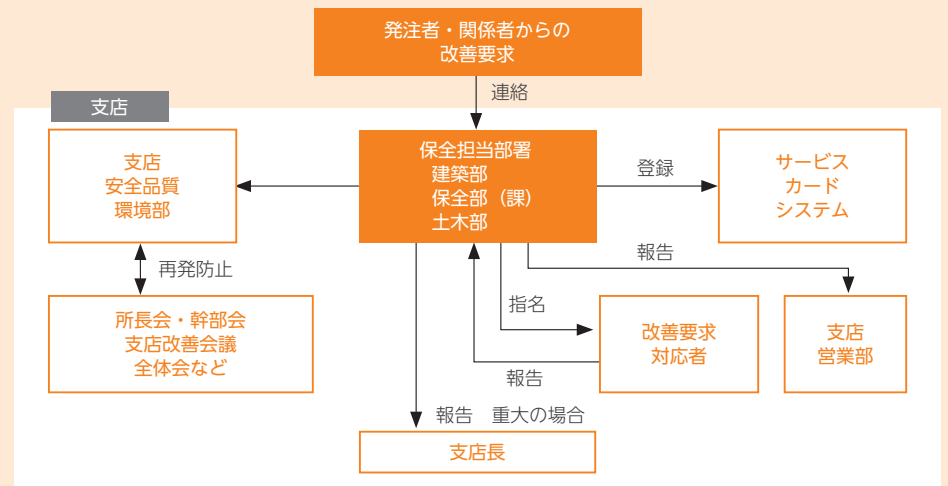 発注者・関係者からの
改善要求
連絡
支店
支店
安全品質
環境部
保全担当部署
建築部
保全部（課）
土木部
登録
サービス
カード
システム
報告
再発防止
指名
所長会・幹部会
支店改善会議
全体会など
改善要求
対応者
支店
営業部
報告
報告　重大の場合
支店長